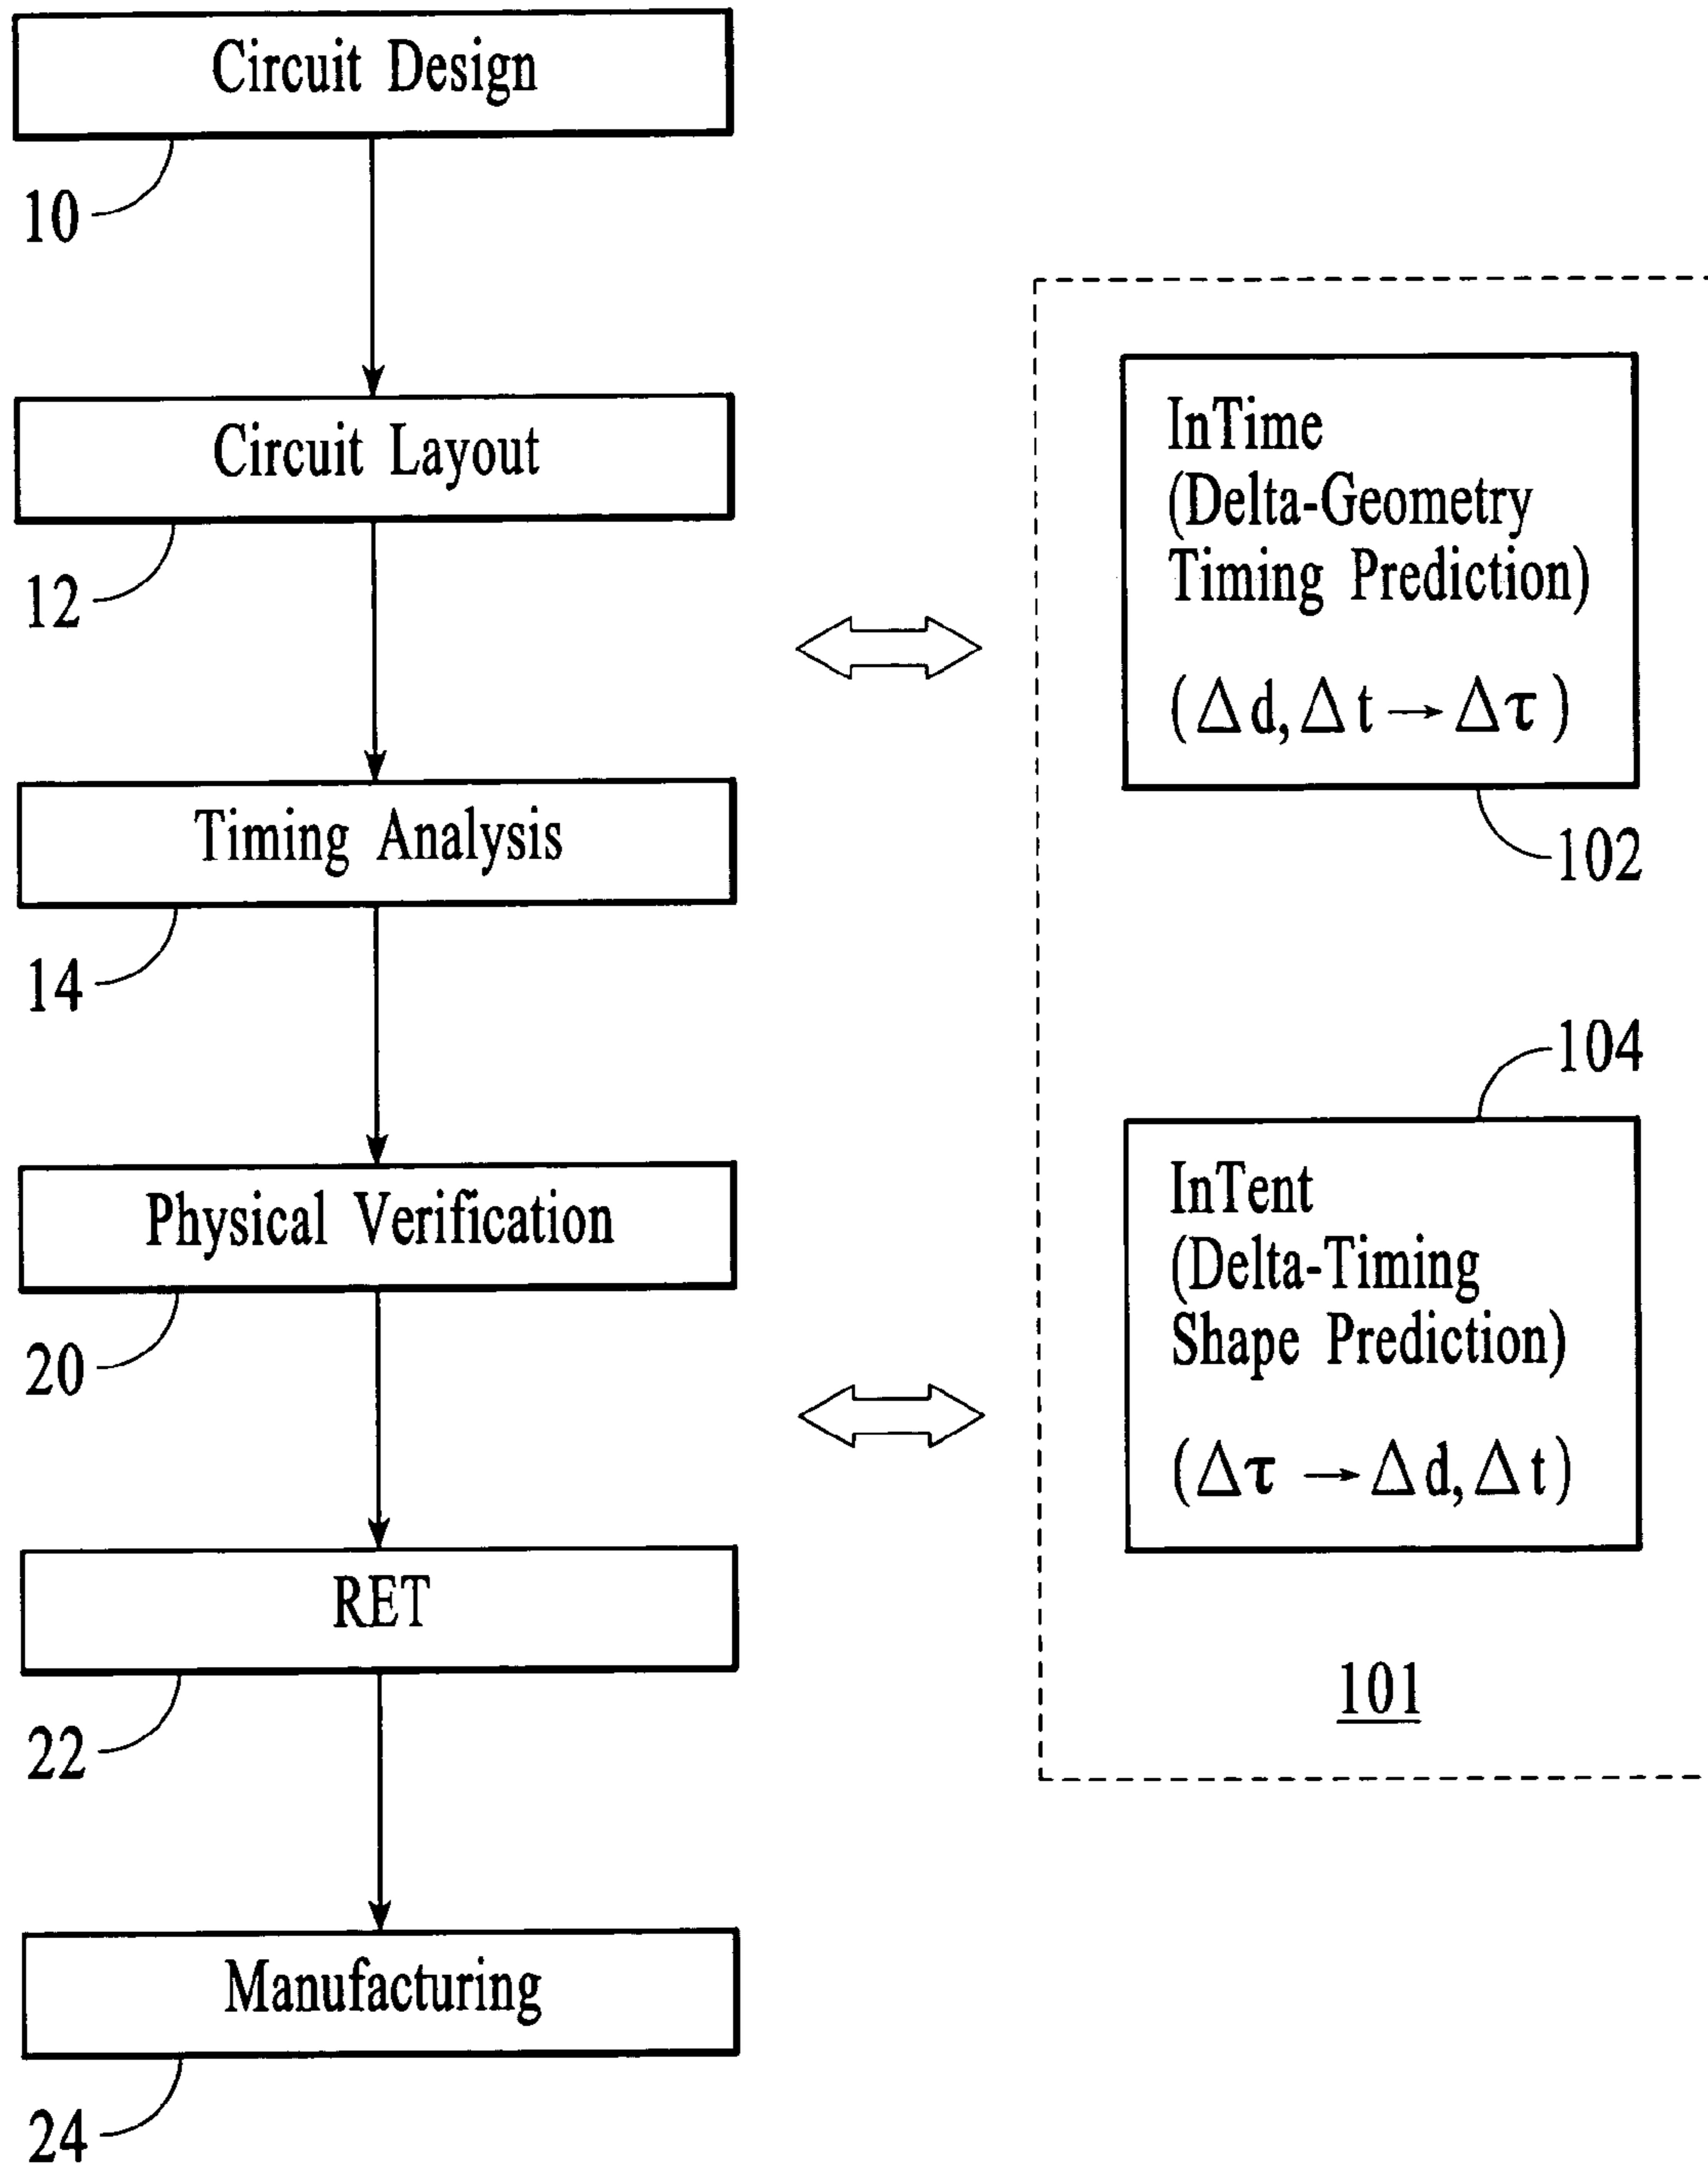 Circuit Design
10
Circuit Layout
12
Timing Analysis
14
Physical Verification
20
RET
22
Manufacturing
24
InTime
(Delta-Geometry
Timing Prediction)
(Δd, Δt → Δτ)
102
104
InTent
(Delta-Timing
Shape Prediction)
(Δτ → Δd, Δt)
101